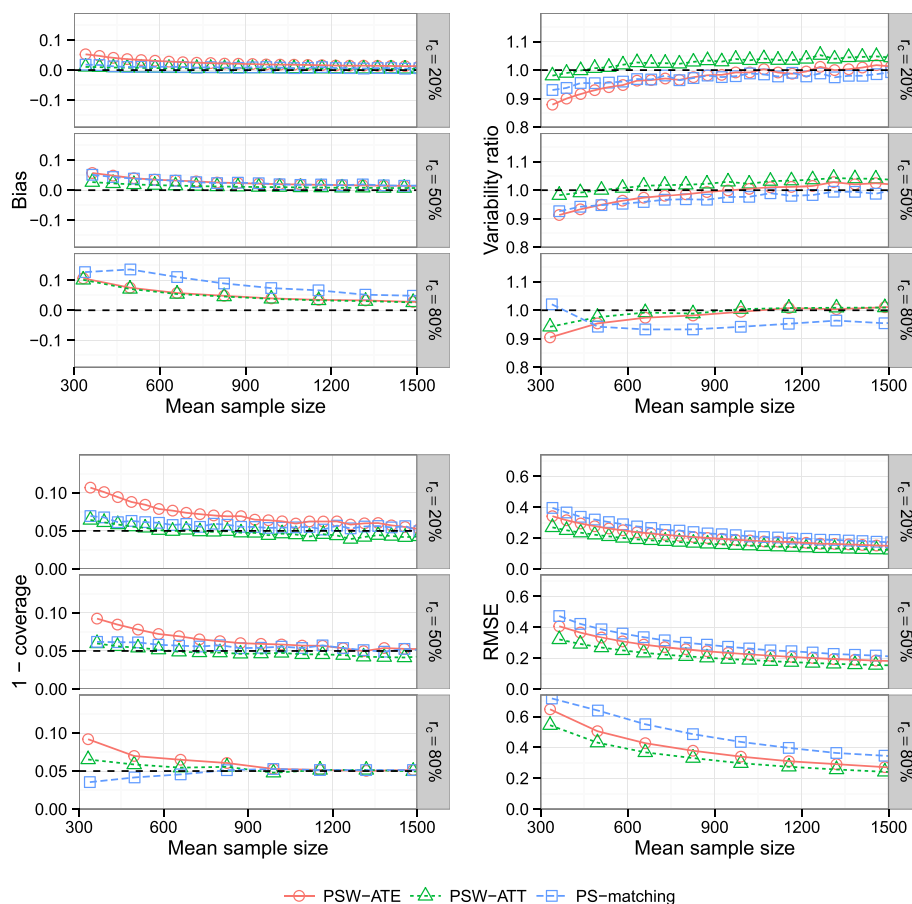 Bias
0.1
0.0
−0.1
r_c = 20%
0.1
0.0
−0.1
r_c = 50%
0.1
0.0
−0.1
r_c = 80%
300 600 900 1200 1500
Mean sample size
Variability ratio
1.1
1.0
0.9
0.8
r_c = 20%
1.1
1.0
0.9
0.8
r_c = 50%
1.1
1.0
0.9
0.8
r_c = 80%
300 600 900 1200 1500
Mean sample size
1 − coverage
0.10
0.05
0.00
r_c = 20%
0.10
0.05
0.00
r_c = 50%
0.10
0.05
0.00
r_c = 80%
300 600 900 1200 1500
Mean sample size
RMSE
0.6
0.4
0.2
0.0
r_c = 20%
0.6
0.4
0.2
0.0
r_c = 50%
0.6
0.4
0.2
0.0
r_c = 80%
300 600 900 1200 1500
Mean sample size
PSW−ATE PSW−ATT PS−matching